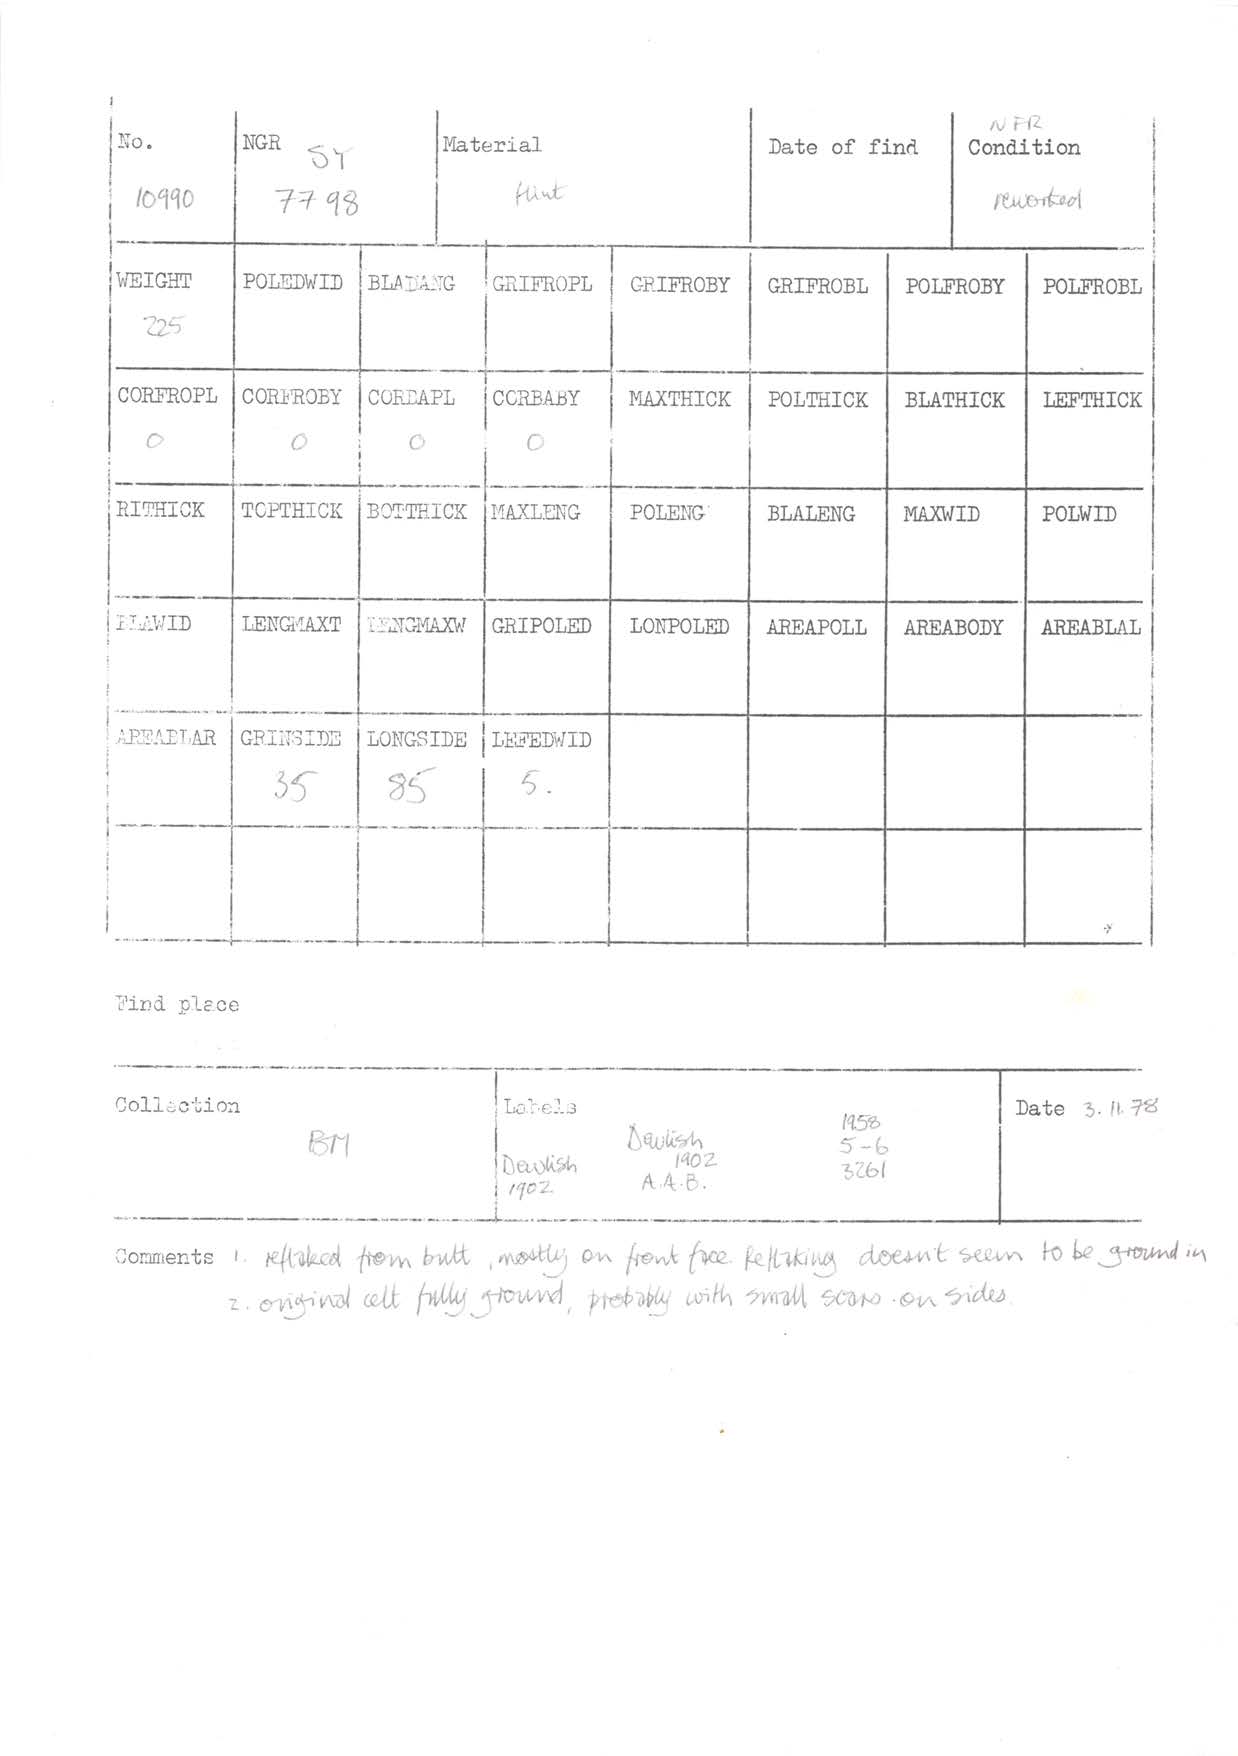 No. NGR SY Material Date of find NFR Condition
10990 7798 flint reworked
WEIGHT POLEDWID BLADANG GRIFROPL GRIFROBY GRIFROBL POLFROBY POLFROBL
225
CORFROPL CORFROBY CORBAPL CORBABY MAXTHICK POLTHICK BLATHICK LEFTHICK
0 0 0 0
RITHICK TOPTHICK BOTTHICK MAXLENG POLENG BLALENG MAXWID POLWID
BLAWID LENGMAXT LENGMAXW GRIPOLED LONPOLED AREAPOLL AREABODY AREABLAL
AREABLAR GRINSIDE LONGSIDE LEFEDWID
35 85 5.
Find place
Collection Labels Date 3.11.78
BM
Dewlish 1902
Dewlish 1902 A.A.B.
1958 5-6 3261
Comments 1. reflaked from butt, mostly on front face. Reflaking doesn't seem to be ground in
2. original celt fully ground, probably with small scars on sides.